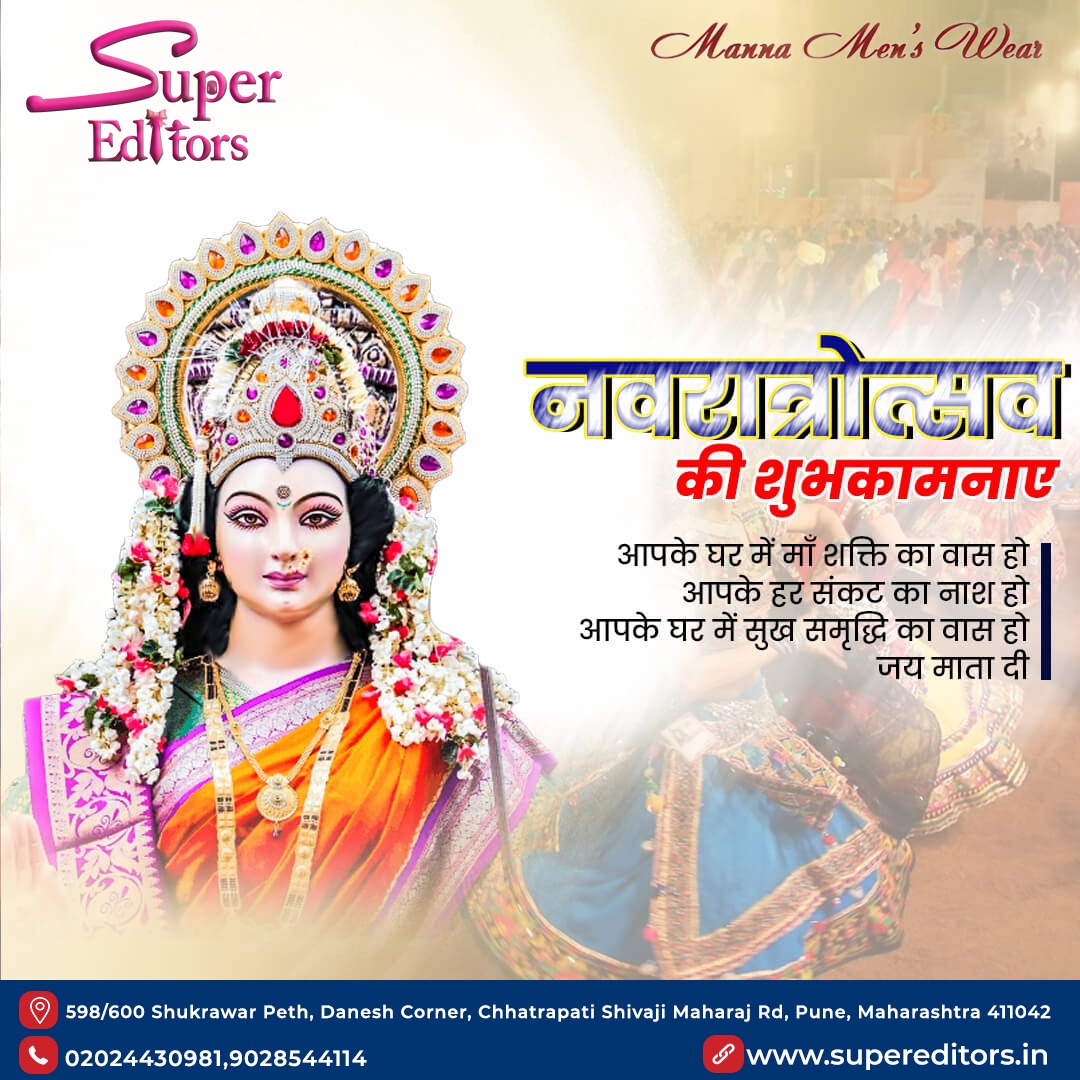 Super
Editors
Manna Men's Wear
नवरात्रोत्सव
की शुभकामनाए
आपके घर में माँ शक्ति का वास हो
आपके हर संकट का नाश हो
आपके घर में सुख समृद्धि का वास हो
जय माता दी
598/600 Shukrawar Peth, Danesh Corner, Chhatrapati Shivaji Maharaj Rd, Pune, Maharashtra 411042
02024430981,9028544114
www.supereditors.in